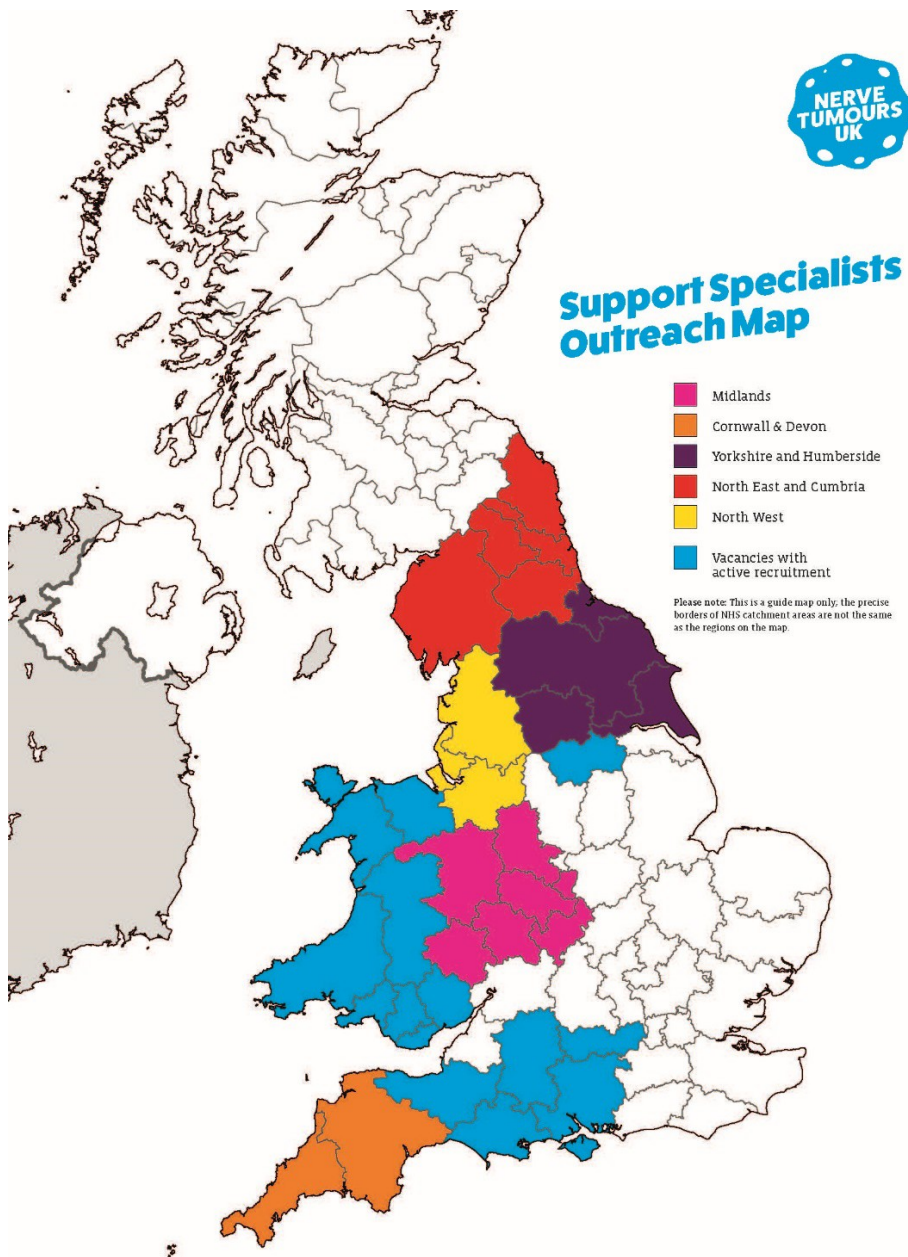 NERVE
TUMOURS
UK
Support Specialists
Outreach Map
Midlands
Cornwall & Devon
Yorkshire and Humberside
North East and Cumbria
North West
Vacancies with
active recruitment
Please note: This is a guide map only, the precise
borders of NHS catchment areas are not the same
as the regions on the map.